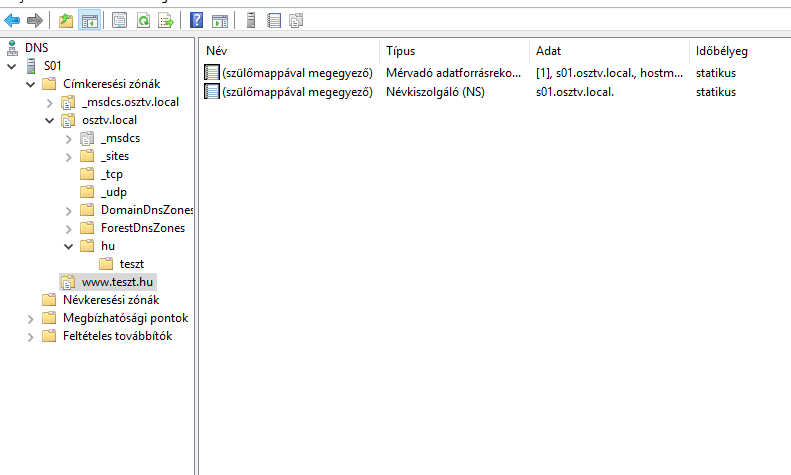 DNS
S01
Címkeresési zónák
_msdcs.osztv.local
osztv.local
_msdcs
_sites
_tcp
_udp
DomainDnsZones
ForestDnsZones
hu
teszt
www.teszt.hu
Névkeresési zónák
Megbízhatósági pontok
Feltételes továbbítók
Név Típus Adat Időbélyeg
(szülőmappával megegyező) Mérvadó adatforrásreko... [1], s01.osztv.local., hostm... statikus
(szülőmappával megegyező) Névkiszolgáló (NS) s01.osztv.local. statikus